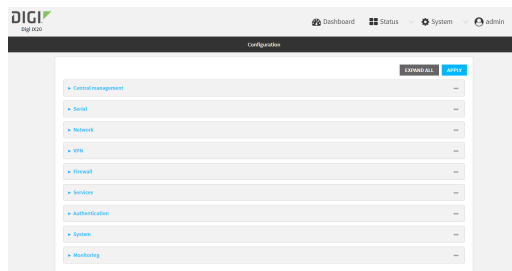 DIGI
Digi IX20
Dashboard
Status
System
admin
Configuration
EXPAND ALL
APPLY
Central management
Serial
Network
VPN
Firewall
Services
Authentication
System
Monitoring